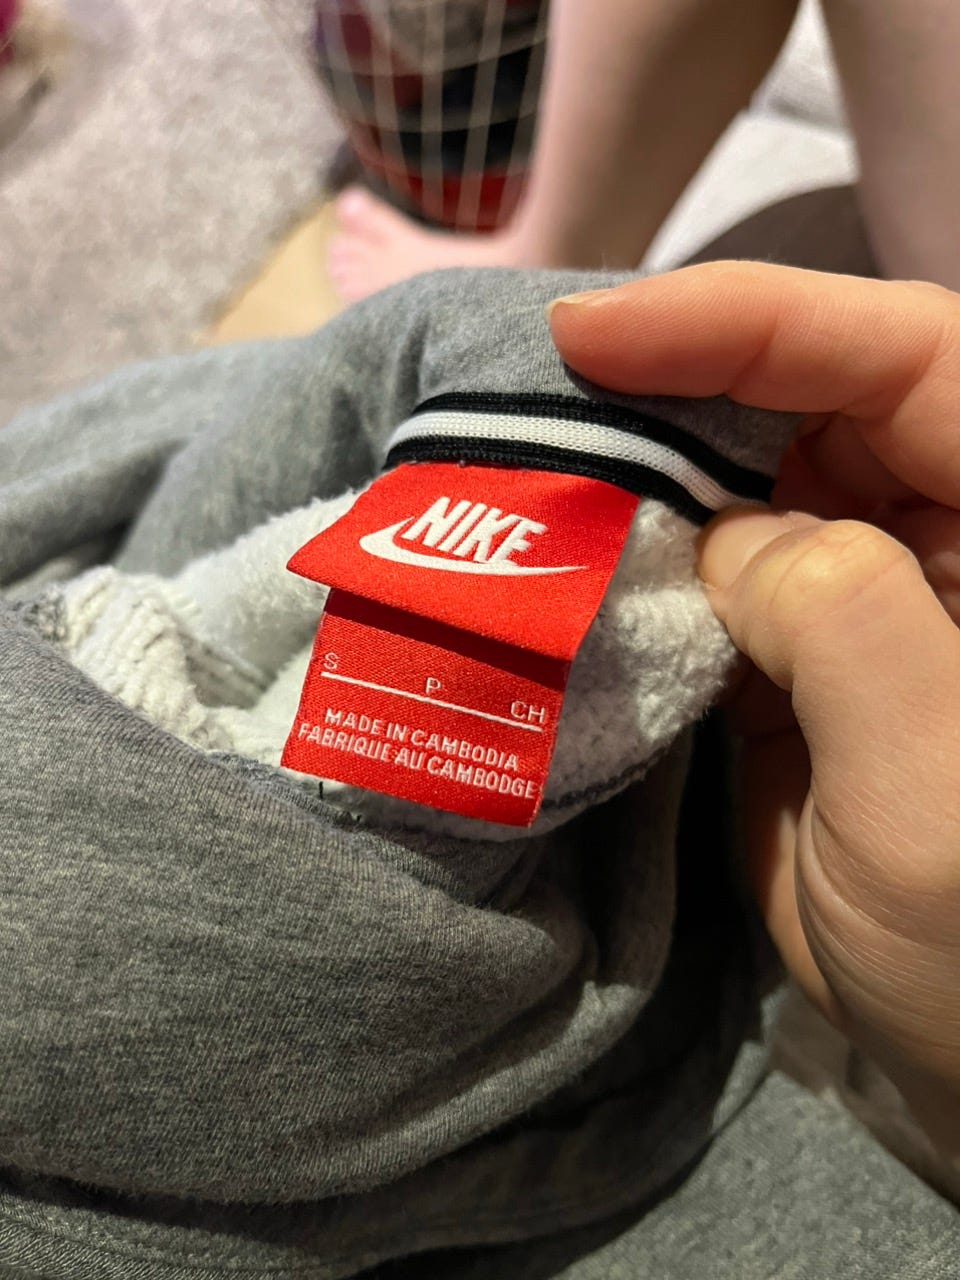 NIKE
S P CH
MADE IN CAMBODIA
FABRIQUE AU CAMBODGE